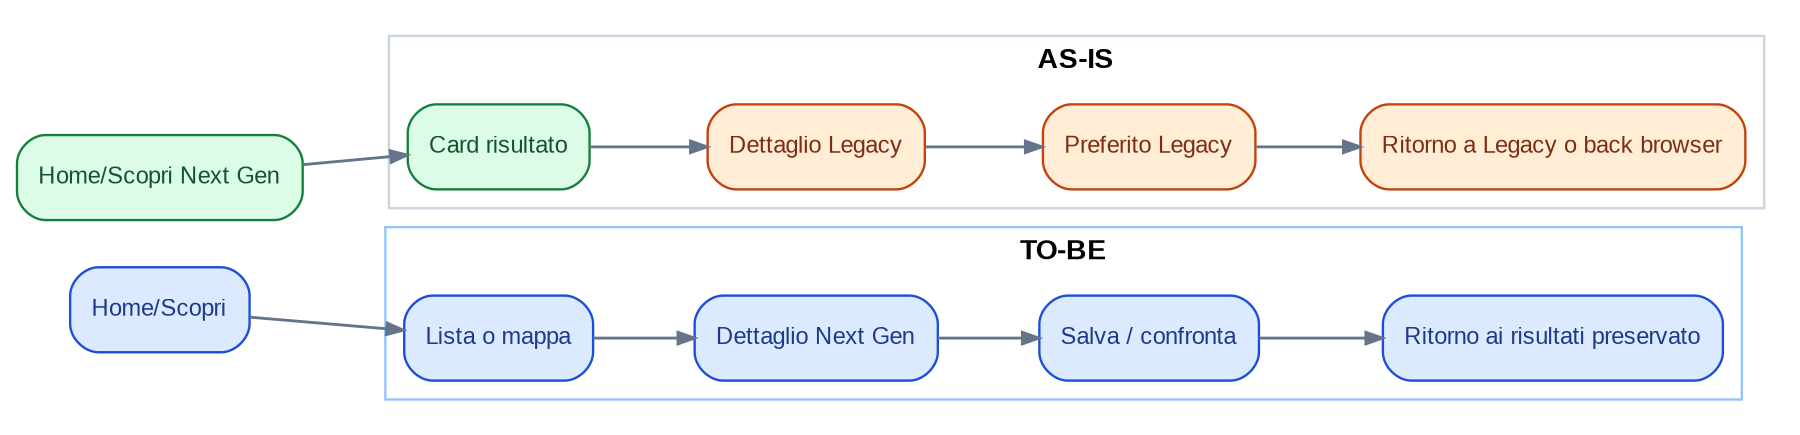 AS-IS
Home/Scopri Next Gen
Card risultato
Dettaglio Legacy
Preferito Legacy
Ritorno a Legacy o back browser
TO-BE
Home/Scopri
Lista o mappa
Dettaglio Next Gen
Salva / confronta
Ritorno ai risultati preservato